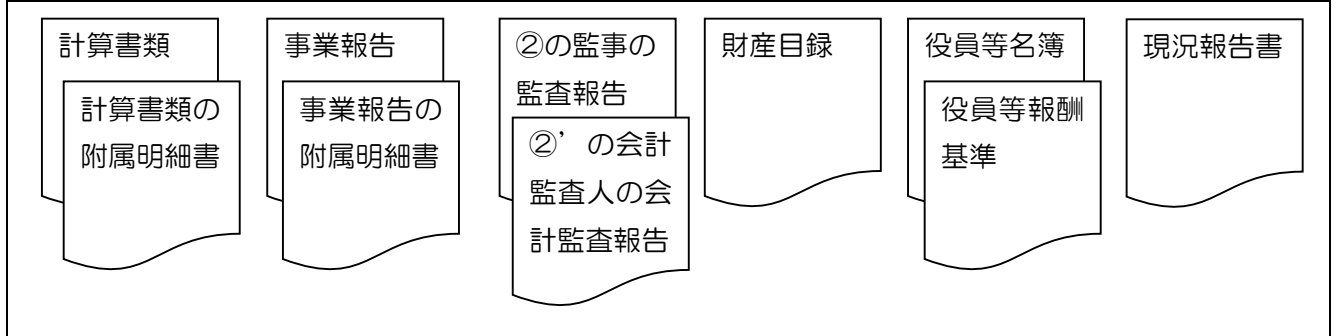 計算書類
計算書類の
附属明細書
事業報告
事業報告の
附属明細書
②の監事の
監査報告
②’の会計
監査人の会
計監査報告
財産目録
役員等名簿
役員等報酬
基準
現況報告書